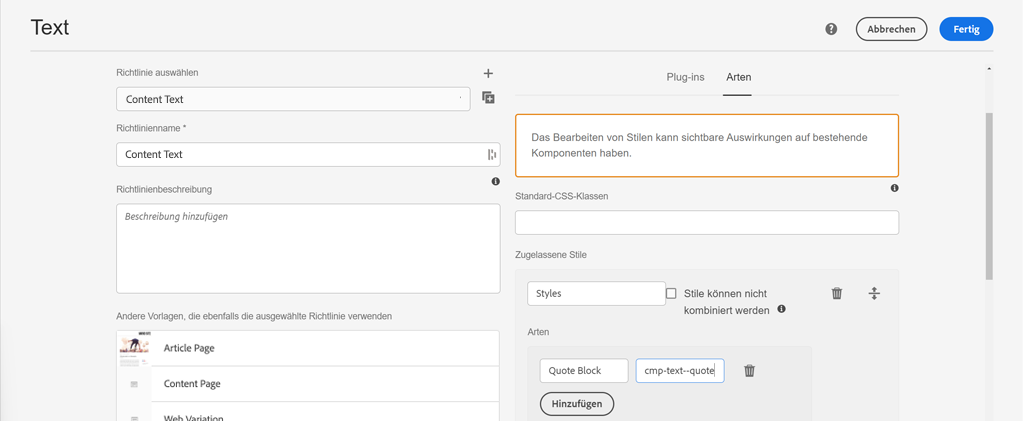 Text
?
Abbrechen
Fertig
Richtlinie auswählen
Content Text
Richtlinienname *
Content Text
Richtlinienbeschreibung
Beschreibung hinzufügen
Andere Vorlagen, die ebenfalls die ausgewählte Richtlinie verwenden
Article Page
Content Page
Web Variation
Plug-ins
Arten
Das Bearbeiten von Stilen kann sichtbare Auswirkungen auf bestehende
Komponenten haben.
Standard-CSS-Klassen
Zugelassene Stile
Styles
Stile können nicht
kombiniert werden
Arten
Quote Block
cmp-text--quote
Hinzufügen